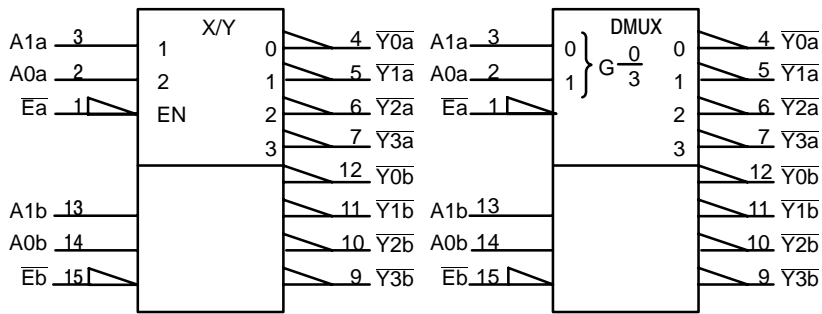 X/Y
A1a 3 1 0 4 Y0a
A0a 2 2 1 5 Y1a
Ea 1 EN 2 6 Y2a
3 7 Y3a
12 Y0b
A1b 13 11 Y1b
A0b 14 10 Y2b
Eb 15 9 Y3b
DMUX
A1a 3 0 0 4 Y0a
A0a 2 1 G 0/3 1 5 Y1a
Ea 1 2 6 Y2a
3 7 Y3a
12 Y0b
A1b 13 11 Y1b
A0b 14 10 Y2b
Eb 15 9 Y3b